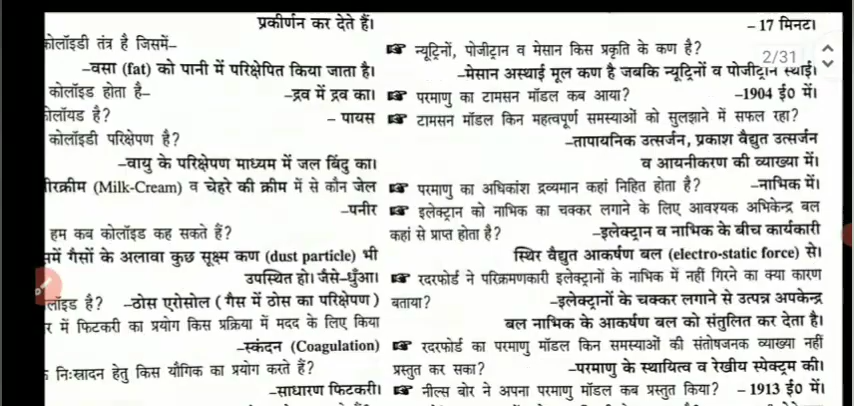 प्रकीर्णन कर देते हैं।
कोलॉइडी तंत्र है जिसमें–
–वसा (fat) को पानी में परिक्षेपित किया जाता है।
कोलॉइड होता है–
–द्रव में द्रव का।
–पायस
कोलॉइडी परिक्षेपण है?
–वायु के परिक्षेपण माध्यम में जल बिंदु का।
(Milk-Cream) व चेहरे की क्रीम में से कौन जेल
–पनीर
हम कब कोलॉइड कह सकते हैं?
में गैसों के अलावा कुछ सूक्ष्म कण (dust particle) भी
उपस्थित हो। जैसे–धुँआ।
है? –ठोस एरोसोल (गैस में ठोस का परिक्षेपण)
में फिटकरी का प्रयोग किस प्रक्रिया में मदद के लिए किया
–स्कंदन (Coagulation)
निःस्रादन हेतु किस यौगिक का प्रयोग करते हैं?
–साधारण फिटकरी।
– 17 मिनट।
☞ न्यूट्रिनों, पोजीट्रान व मेसान किस प्रकृति के कण है?
2/31
–मेसान अस्थाई मूल कण है जबकि न्यूट्रिनों व पोजीट्रान स्थाई।
☞ परमाणु का टामसन मॉडल कब आया? –1904 ई0 में।
☞ टामसन मॉडल किन महत्वपूर्ण समस्याओं को सुलझाने में सफल रहा?
–तापायनिक उत्सर्जन, प्रकाश वैद्युत उत्सर्जन
व आयनीकरण की व्याख्या में।
☞ परमाणु का अधिकांश द्रव्यमान कहां निहित होता है? –नाभिक में।
☞ इलेक्ट्रान को नाभिक का चक्कर लगाने के लिए आवश्यक अभिकेन्द्र बल
कहां से प्राप्त होता है? –इलेक्ट्रान व नाभिक के बीच कार्यकारी
स्थिर वैद्युत आकर्षण बल (electro-static force) से।
☞ रदरफोर्ड ने परिक्रमणकारी इलेक्ट्रानों के नाभिक में नहीं गिरने का क्या कारण
बताया? –इलेक्ट्रानों के चक्कर लगाने से उत्पन्न अपकेन्द्र
बल नाभिक के आकर्षण बल को संतुलित कर देता है।
☞ रदरफोर्ड का परमाणु मॉडल किन समस्याओं की संतोषजनक व्याख्या नहीं
प्रस्तुत कर सका? –परमाणु के स्थायित्व व रेखीय स्पेक्ट्रम की।
☞ नील्स बोर ने अपना परमाणु मॉडल कब प्रस्तुत किया? – 1913 ई0 में।